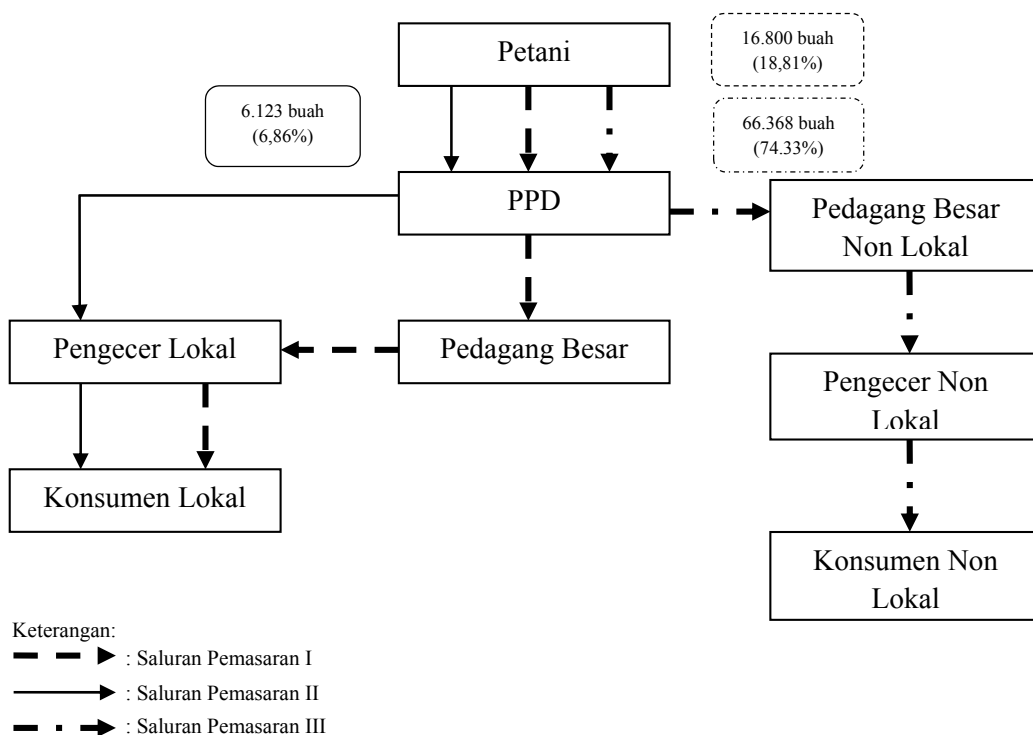 Petani
16.800 buah
(18,81%)
6.123 buah
(6,86%)
66.368 buah
(74.33%)
PPD
Pedagang Besar
Non Lokal
Pengecer Lokal
Pedagang Besar
Pengecer Non
Lokal
Konsumen Lokal
Konsumen Non
Lokal
Keterangan:
: Saluran Pemasaran I
: Saluran Pemasaran II
: Saluran Pemasaran III